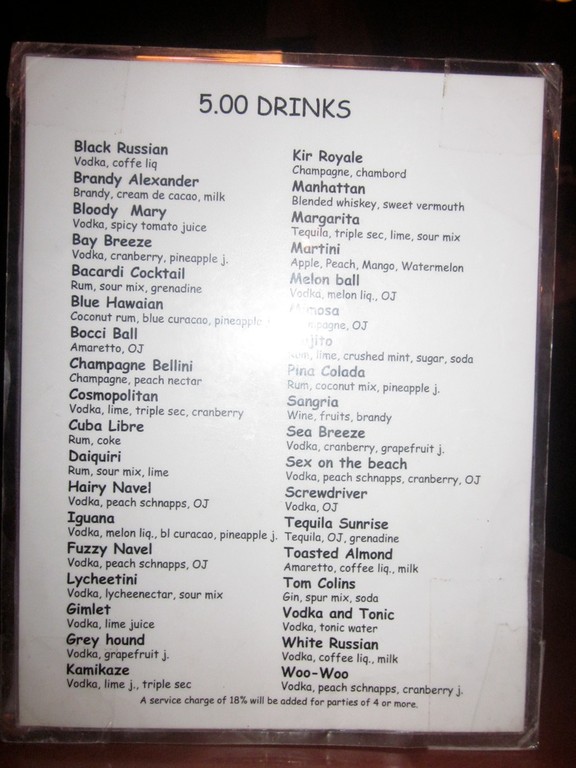 5.00 DRINKS
Black Russian
Vodka, coffe liq
Brandy Alexander
Brandy, cream de cacao, milk
Bloody Mary
Vodka, spicy tomato juice
Bay Breeze
Vodka, cranberry, pineapple j.
Bacardi Cocktail
Rum, sour mix, grenadine
Blue Hawaian
Coconut rum, blue curacao, pineapple
Bocci Ball
Amaretto, OJ
Champagne Bellini
Champagne, peach nectar
Cosmopolitan
Vodka, lime, triple sec, cranberry
Cuba Libre
Rum, coke
Daiquiri
Rum, sour mix, lime
Hairy Navel
Vodka, peach schnapps, OJ
Iguana
Vodka, melon liq., bl curacao, pineapple j.
Fuzzy Navel
Vodka, peach schnapps, OJ
Lycheetini
Vodka, lycheenectar, sour mix
Gimlet
Vodka, lime juice
Grey hound
Vodka, grapefruit j.
Kamikaze
Vodka, lime j., triple sec
Kir Royale
Champagne, chambord
Manhattan
Blended whiskey, sweet vermouth
Margarita
Tequila, triple sec, lime, sour mix
Martini
Apple, Peach, Mango, Watermelon
Melon ball
Vodka, melon liq., OJ
Mimosa
Champagne, OJ
Mojito
Rum, lime, crushed mint, sugar, soda
Pina Colada
Rum, coconut mix, pineapple j.
Sangria
Wine, fruits, brandy
Sea Breeze
Vodka, cranberry, grapefruit j.
Sex on the beach
Vodka, peach schnapps, cranberry, OJ
Screwdriver
Vodka, OJ
Tequila Sunrise
Tequila, OJ, grenadine
Toasted Almond
Amaretto, coffee liq., milk
Tom Colins
Gin, spur mix, soda
Vodka and Tonic
Vodka, tonic water
White Russian
Vodka, coffee liq., milk
Woo-Woo
Vodka, peach schnapps, cranberry j.
A service charge of 18% will be added for parties of 4 or more.